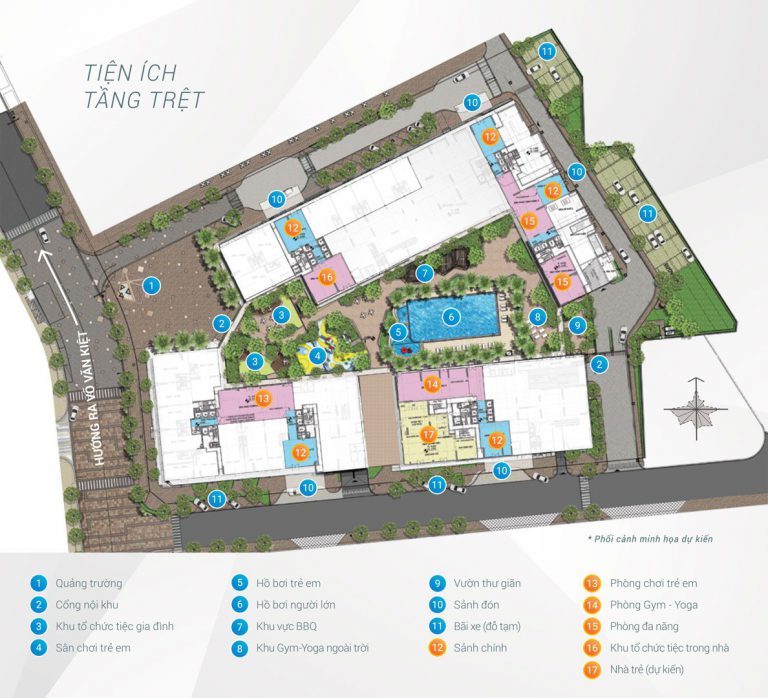 TIỆN ÍCH
TẦNG TRỆT
11
10
12
10
12
11
10
12
15
7
16
15
1
3
2
5
6
8
9
4
3
2
14
13
17
12
12
10
11
10
11
HƯỚNG RA VÕ VĂN KIỆT
* Phối cảnh minh họa dự kiến
1 Quảng trường
2 Cổng nội khu
3 Khu tổ chức tiệc gia đình
4 Sân chơi trẻ em
5 Hồ bơi trẻ em
6 Hồ bơi người lớn
7 Khu vực BBQ
8 Khu Gym-Yoga ngoài trời
9 Vườn thư giãn
10 Sảnh đón
11 Bãi xe (đỗ tạm)
12 Sảnh chính
13 Phòng chơi trẻ em
14 Phòng Gym - Yoga
15 Phòng đa năng
16 Khu tổ chức tiệc trong nhà
17 Nhà trẻ (dự kiến)